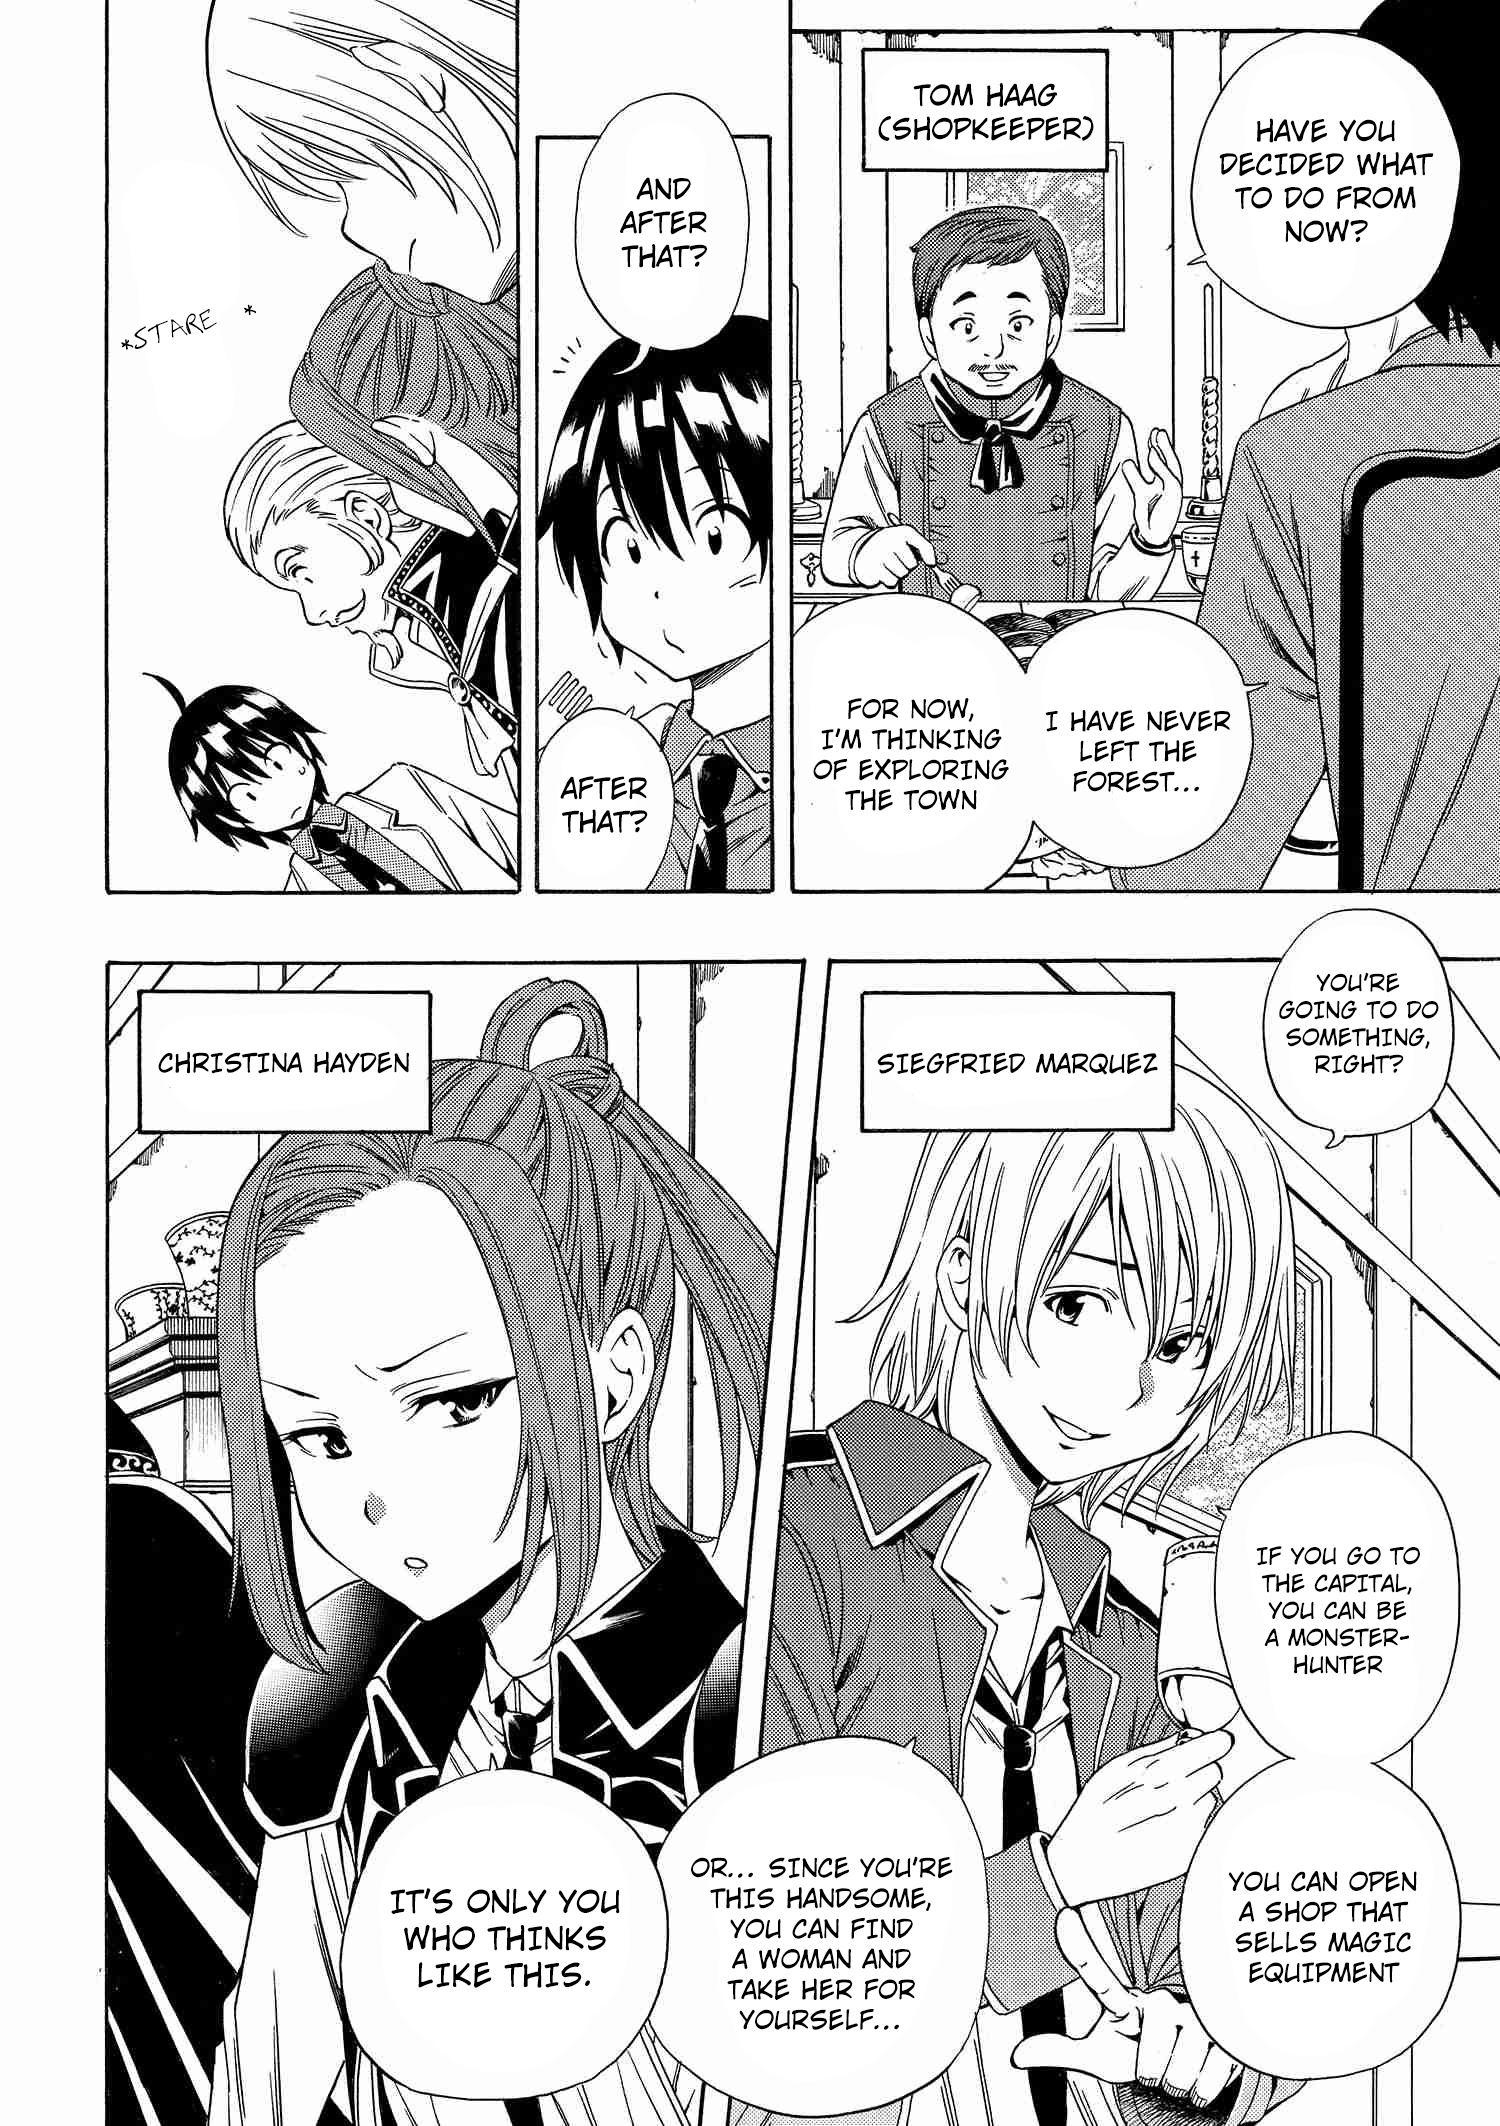 HAVE YOU
DECIDED WHAT
TO DO FROM
NOW?
TOM HAAG
(SHOPKEEPER)
I HAVE NEVER
LEFT THE
FOREST...
FOR NOW,
I'M THINKING
OF EXPLORING
THE TOWN
AND
AFTER
THAT?
AFTER
THAT?
*STARE *
YOU'RE
GOING TO DO
SOMETHING,
RIGHT?
SIEGFRIED MARQUEZ
IF YOU GO TO
THE CAPITAL,
YOU CAN BE
A MONSTER-
HUNTER
YOU CAN OPEN
A SHOP THAT
SELLS MAGIC
EQUIPMENT
OR... SINCE YOU'RE
THIS HANDSOME,
YOU CAN FIND
A WOMAN AND
TAKE HER FOR
YOURSELF...
CHRISTINA HAYDEN
IT'S ONLY YOU
WHO THINKS
LIKE THIS.